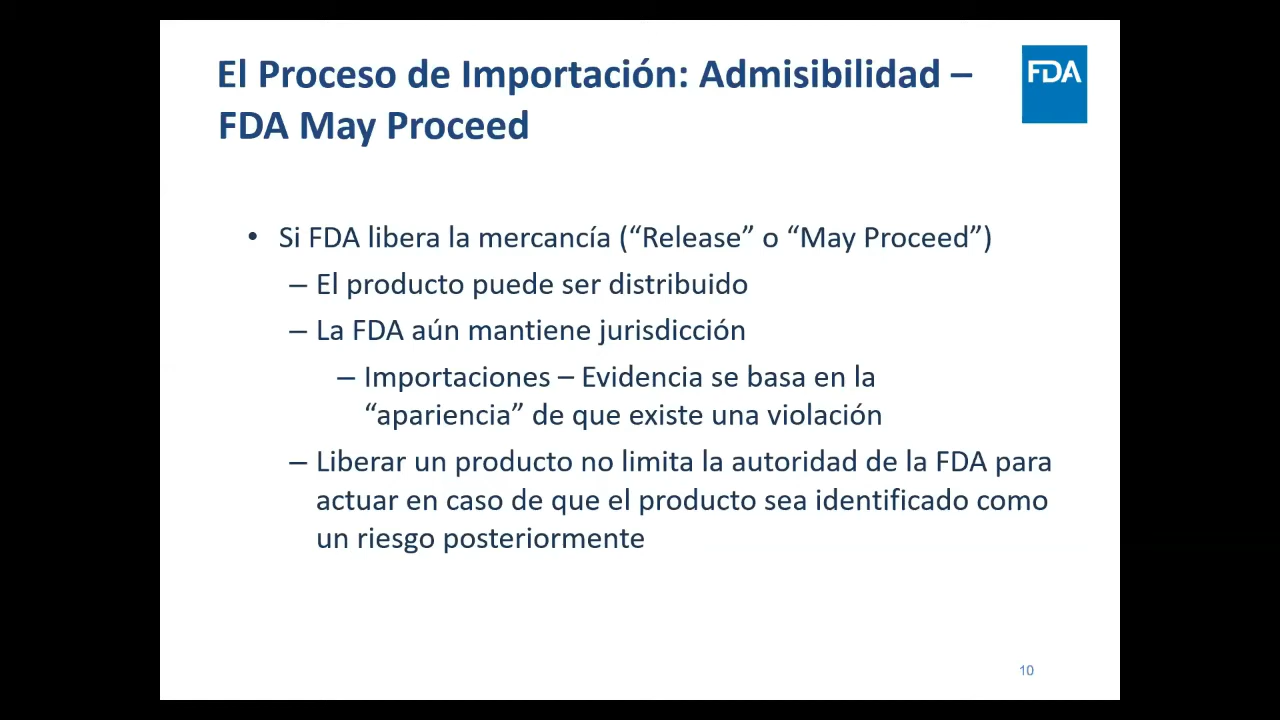 El Proceso de Importación: Admisibilidad –
FDA May Proceed
FDA
• Si FDA libera la mercancía (“Release” o “May Proceed”)
– El producto puede ser distribuido
– La FDA aún mantiene jurisdicción
– Importaciones – Evidencia se basa en la
“apariencia” de que existe una violación
– Liberar un producto no limita la autoridad de la FDA para
actuar en caso de que el producto sea identificado como
un riesgo posteriormente
10